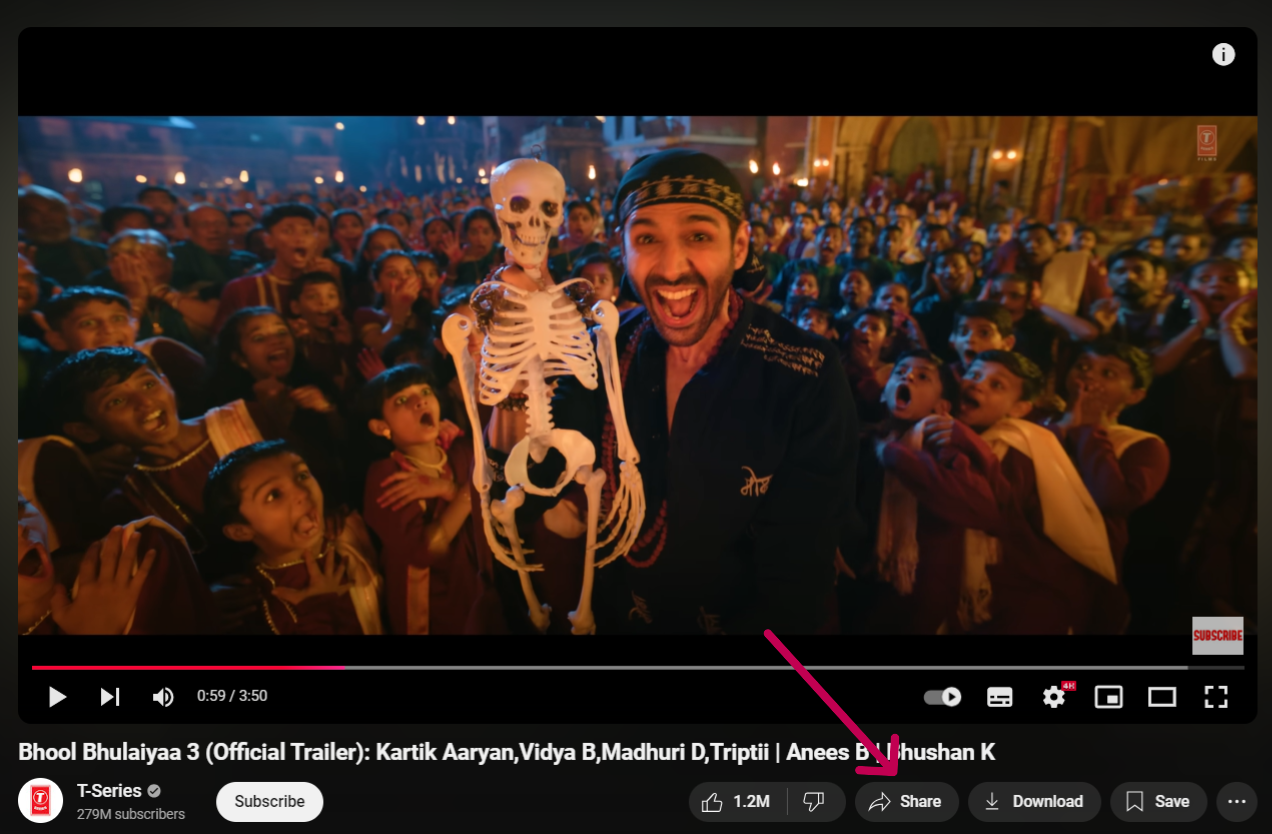 i
T
FILMS
मोन
SUBSCRIBE
0:59 / 3:50
4K
Bhool Bhulaiyaa 3 (Official Trailer): Kartik Aaryan,Vidya B,Madhuri D,Triptii | Anees B | Bhushan K
T-Series
279M subscribers
Subscribe
1.2M
Share
Download
Save